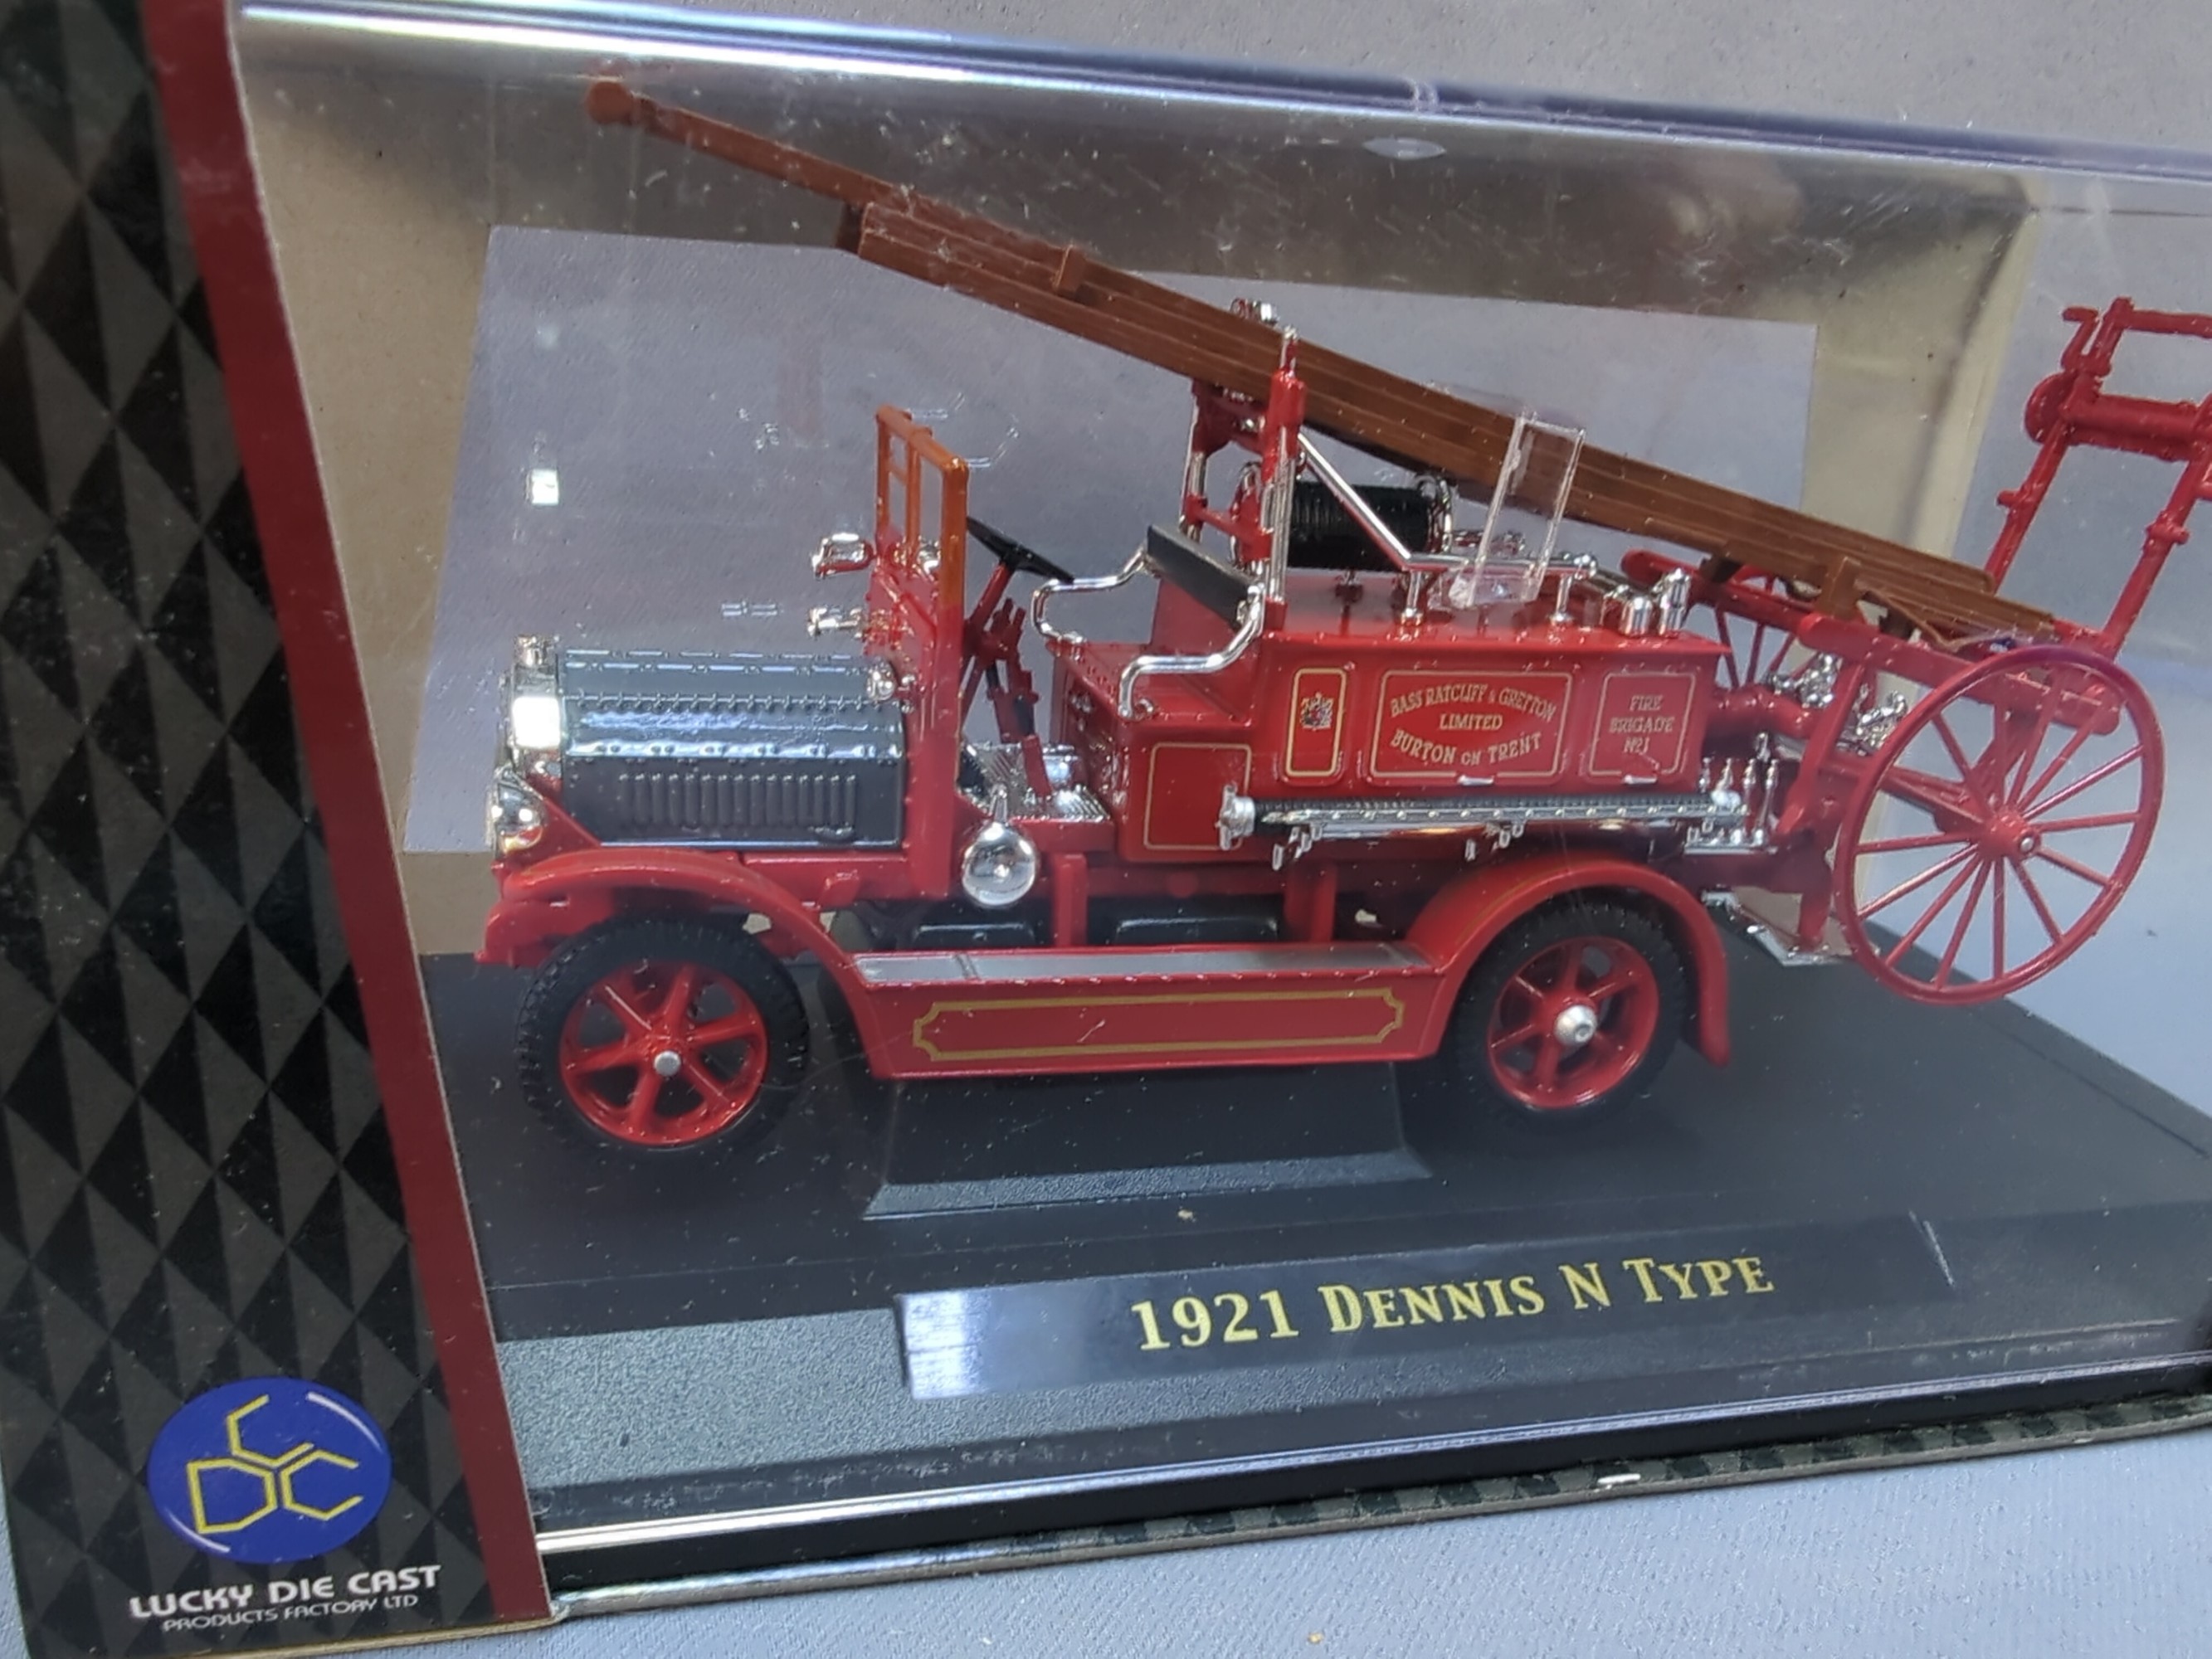 BASS RATCLIFF & GRETTON
LIMITED
BURTON ON TRENT
FIRE
BRIGADE
No1
1921 DENNIS N TYPE
LDC
LUCKY DIE CAST
PRODUCTS FACTORY LTD